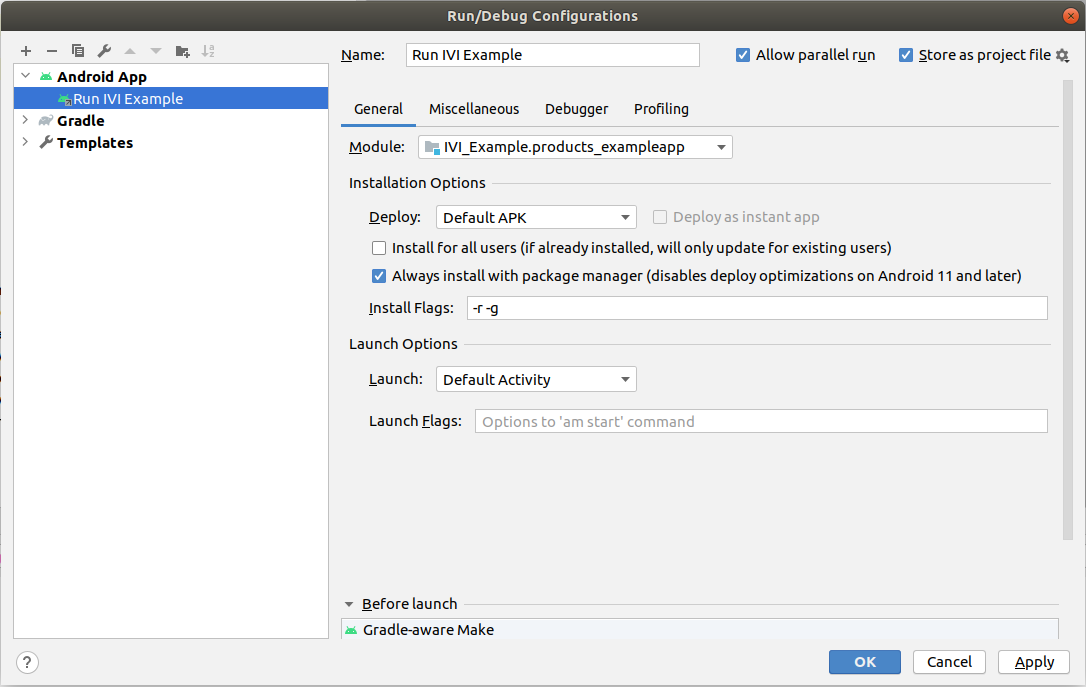 Run/Debug Configurations
Name: Run IVI Example Allow parallel run Store as project file
Android App
Run IVI Example
Gradle
Templates
General Miscellaneous Debugger Profiling
Module: IVI_Example.products_exampleapp
Installation Options
Deploy: Default APK Deploy as instant app
Install for all users (if already installed, will only update for existing users)
Always install with package manager (disables deploy optimizations on Android 11 and later)
Install Flags: -r -g
Launch Options
Launch: Default Activity
Launch Flags: Options to 'am start' command
Before launch
Gradle-aware Make
? OK Cancel Apply